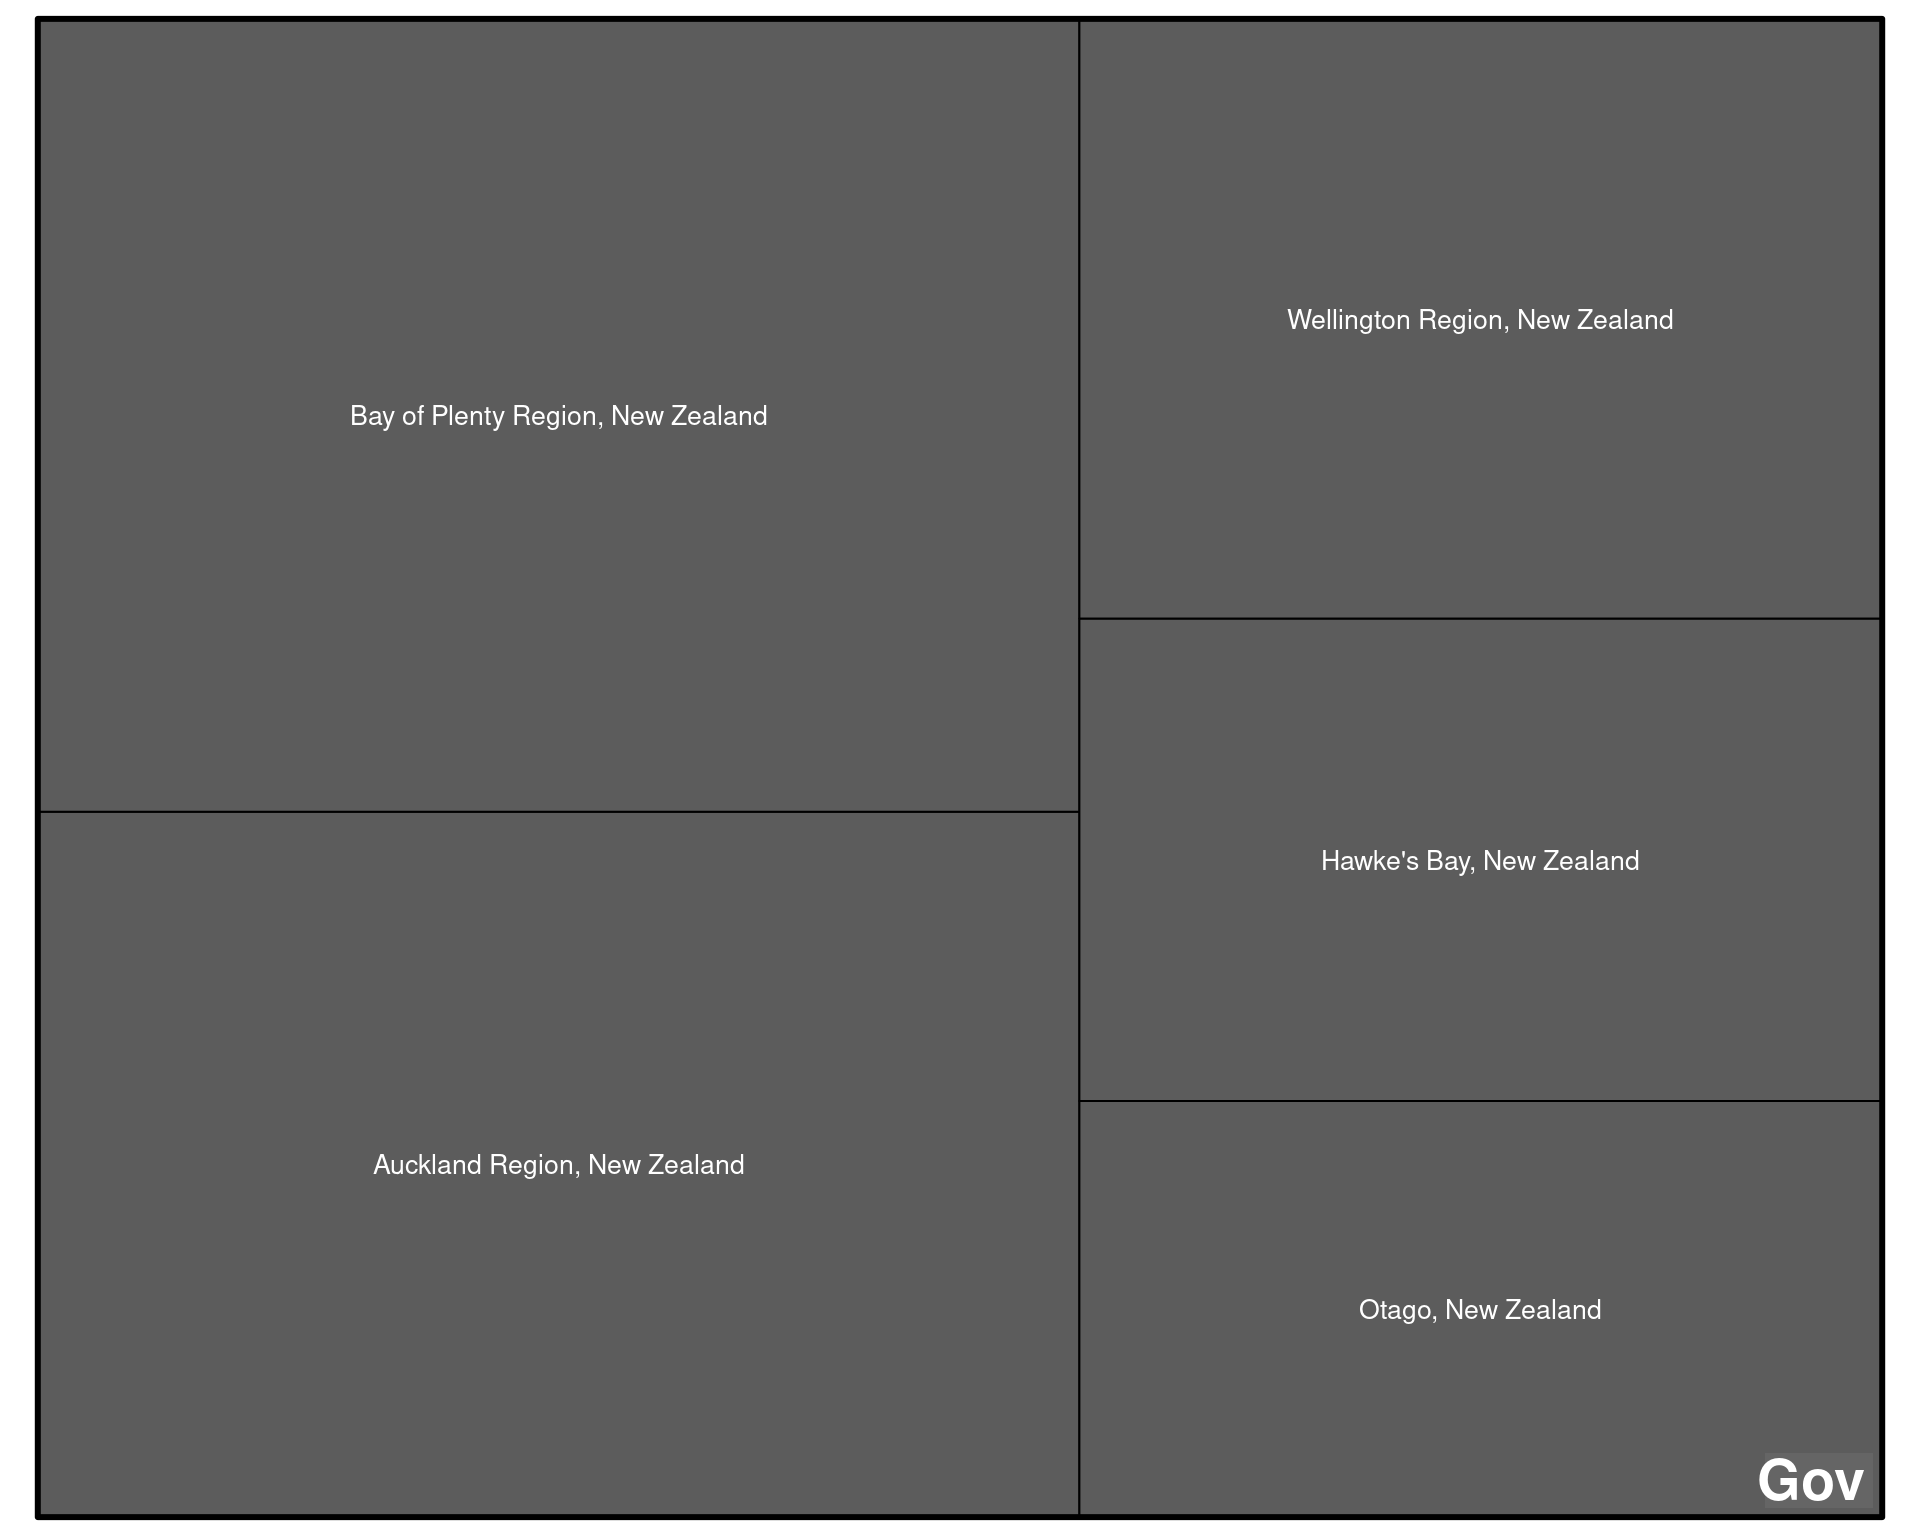 Bay of Plenty Region, New Zealand
Auckland Region, New Zealand
Wellington Region, New Zealand
Hawke's Bay, New Zealand
Otago, New Zealand
Gov